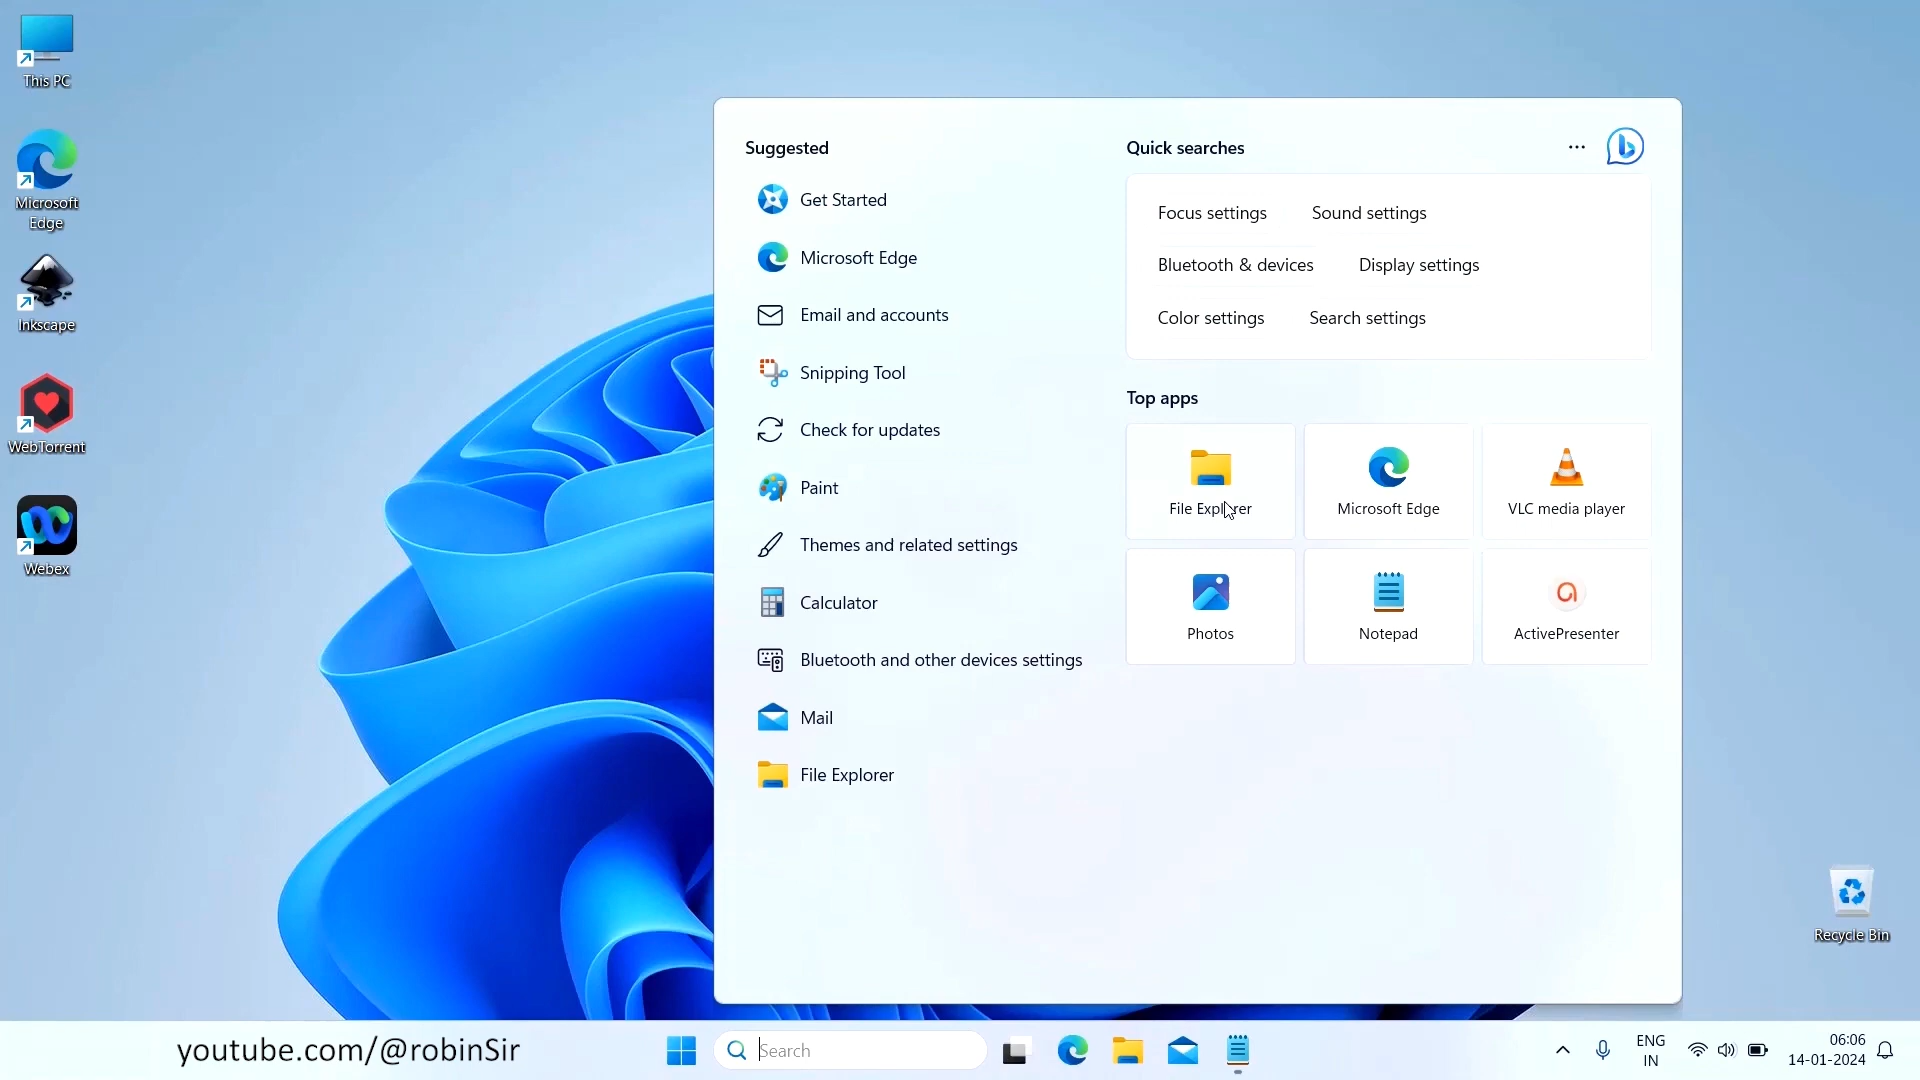 This PC
Microsoft
Edge
Inkscape
WebTorrent
Webex
Suggested
Get Started
Microsoft Edge
Email and accounts
Snipping Tool
Check for updates
Paint
Themes and related settings
Calculator
Bluetooth and other devices settings
Mail
File Explorer
Quick searches
Focus settings
Sound settings
Bluetooth & devices
Display settings
Color settings
Search settings
Top apps
File Explorer
Microsoft Edge
VLC media player
Photos
Notepad
ActivePresenter
Recycle Bin
youtube.com/@robinSir
Search
ENG
IN
06:06
14-01-2024